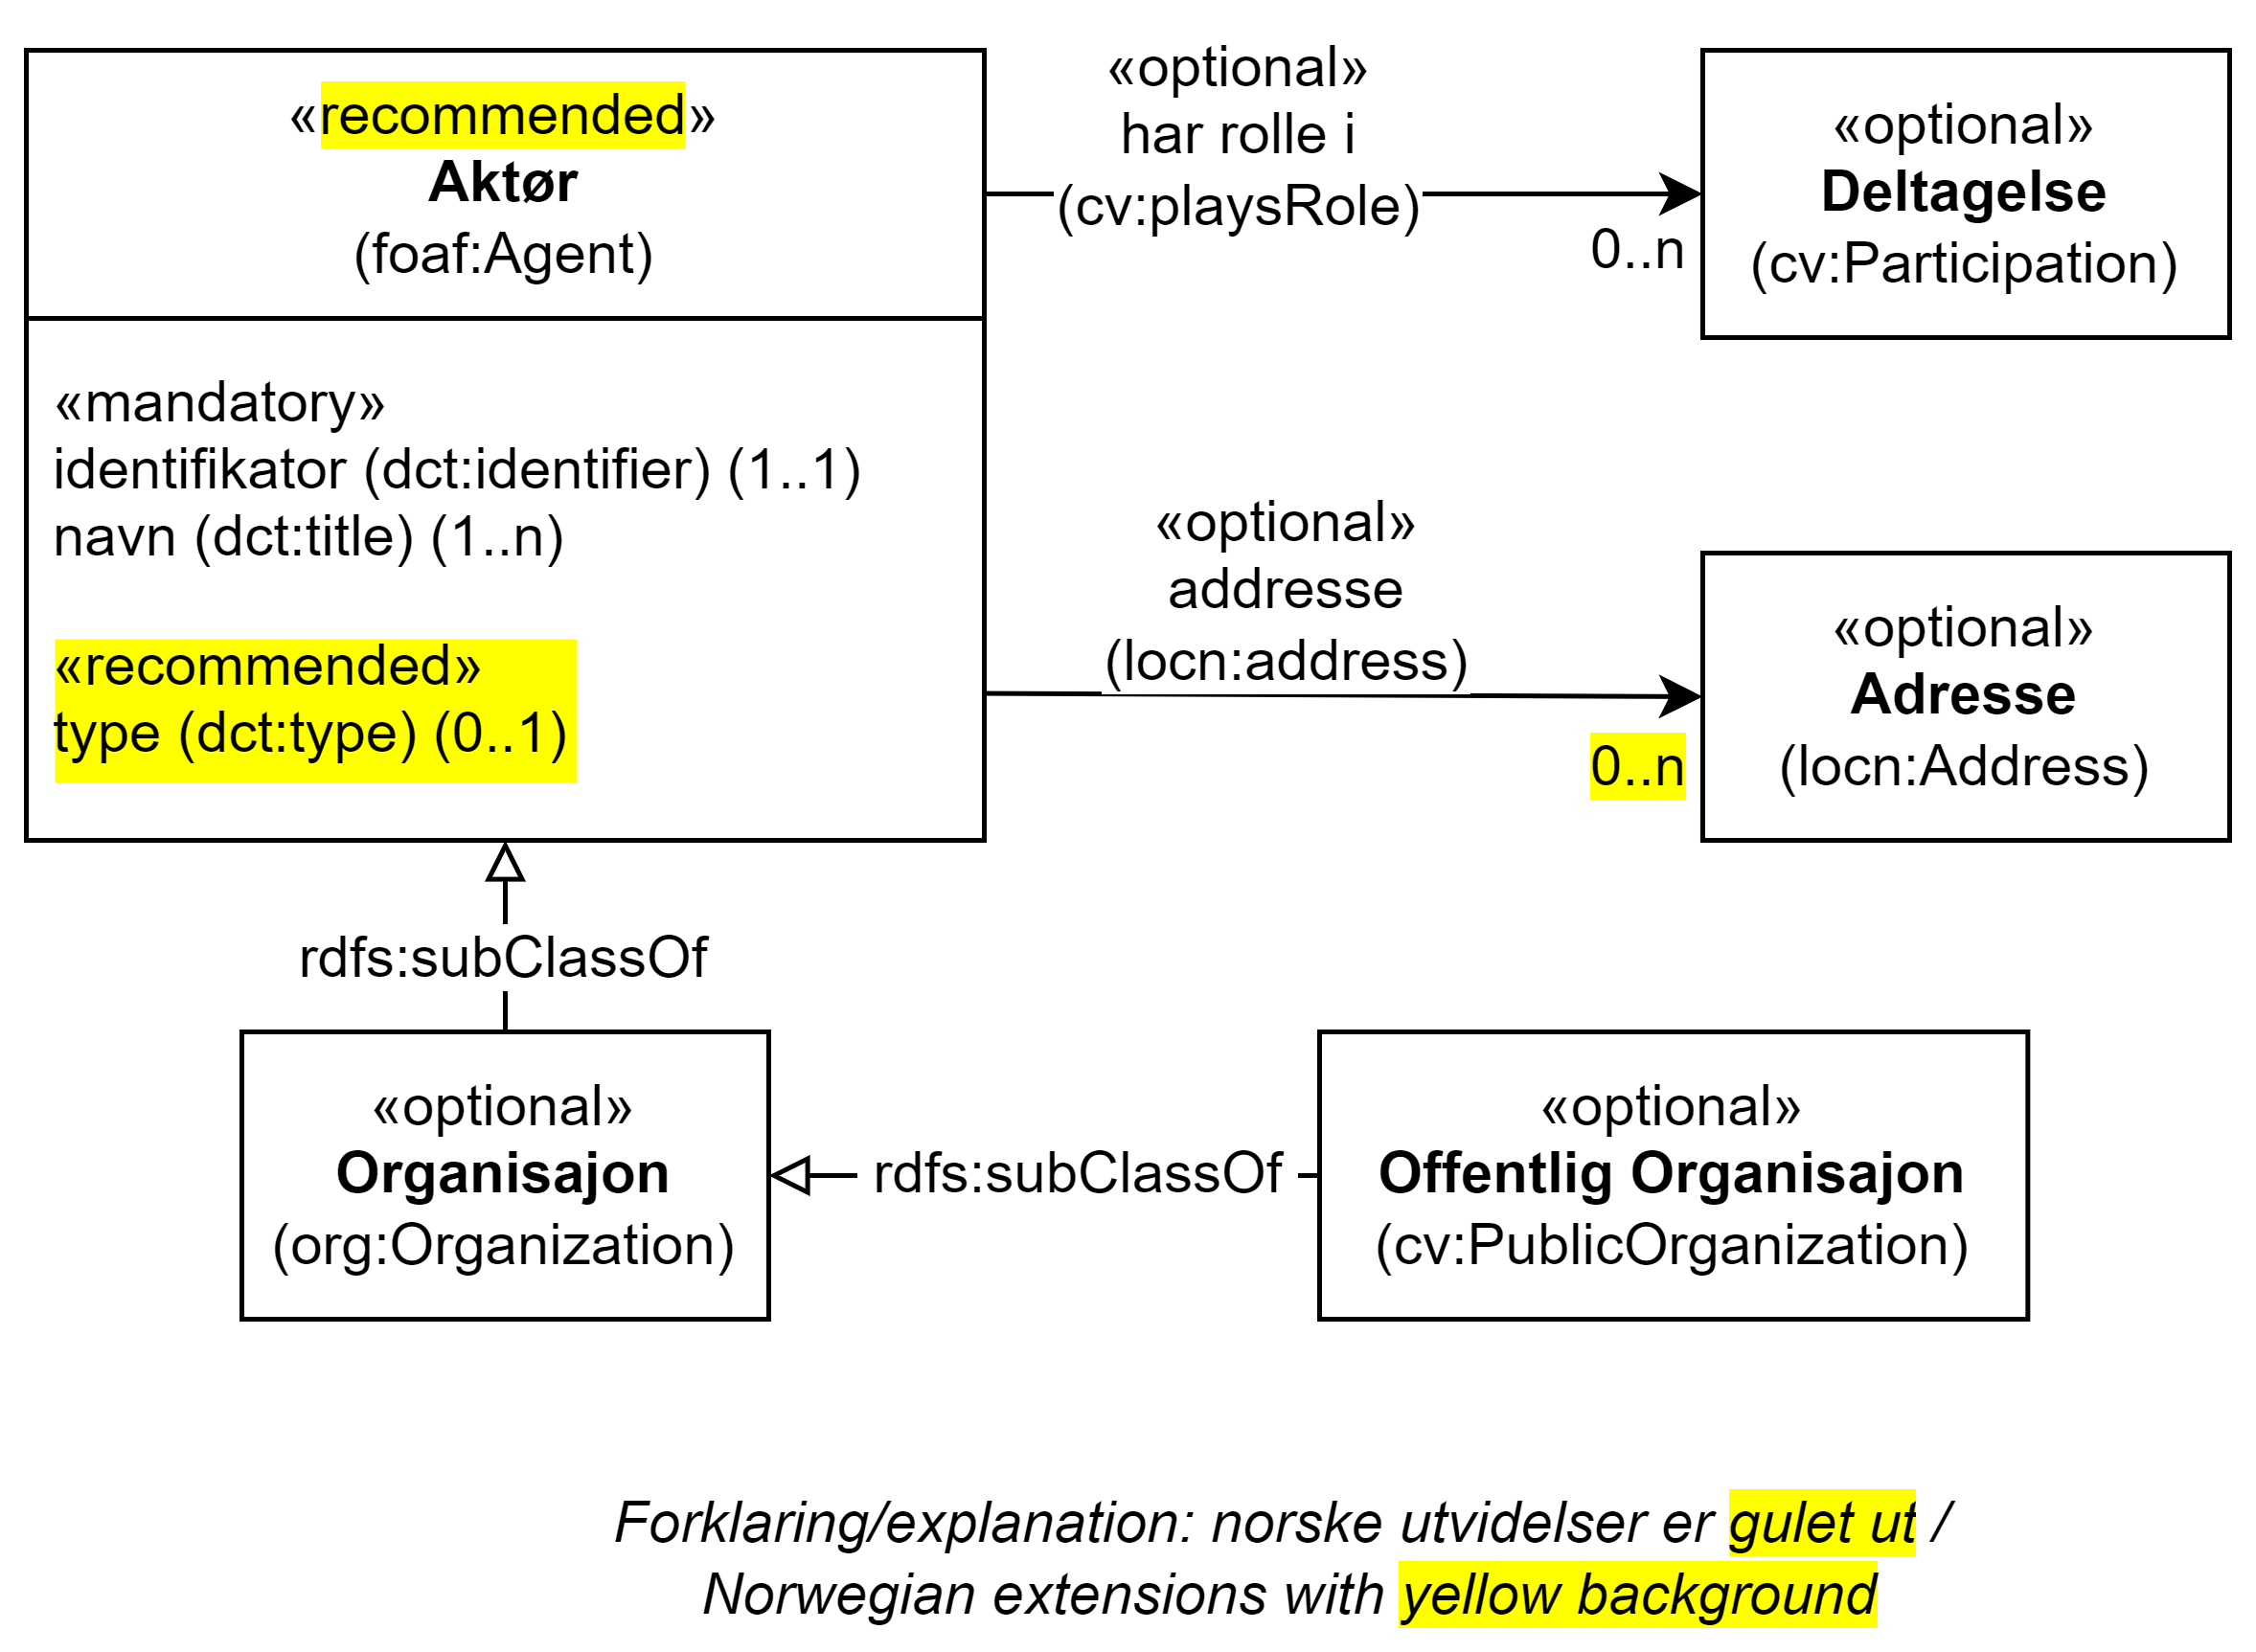 «recommended»
Aktør
(foaf:Agent)
«mandatory»
identifikator (dct:identifier) (1..1)
navn (dct:title) (1..n)
«recommended»
type (dct:type) (0..1)
«optional»
har rolle i
(cv:playsRole)
0..n
«optional»
Deltagelse
(cv:Participation)
«optional»
addresse
(locn:address)
0..n
«optional»
Adresse
(locn:Address)
rdfs:subClassOf
«optional»
Organisajon
(org:Organization)
rdfs:subClassOf
«optional»
Offentlig Organisajon
(cv:PublicOrganization)
Forklaring/explanation: norske utvidelser er gulet ut /
Norwegian extensions with yellow background